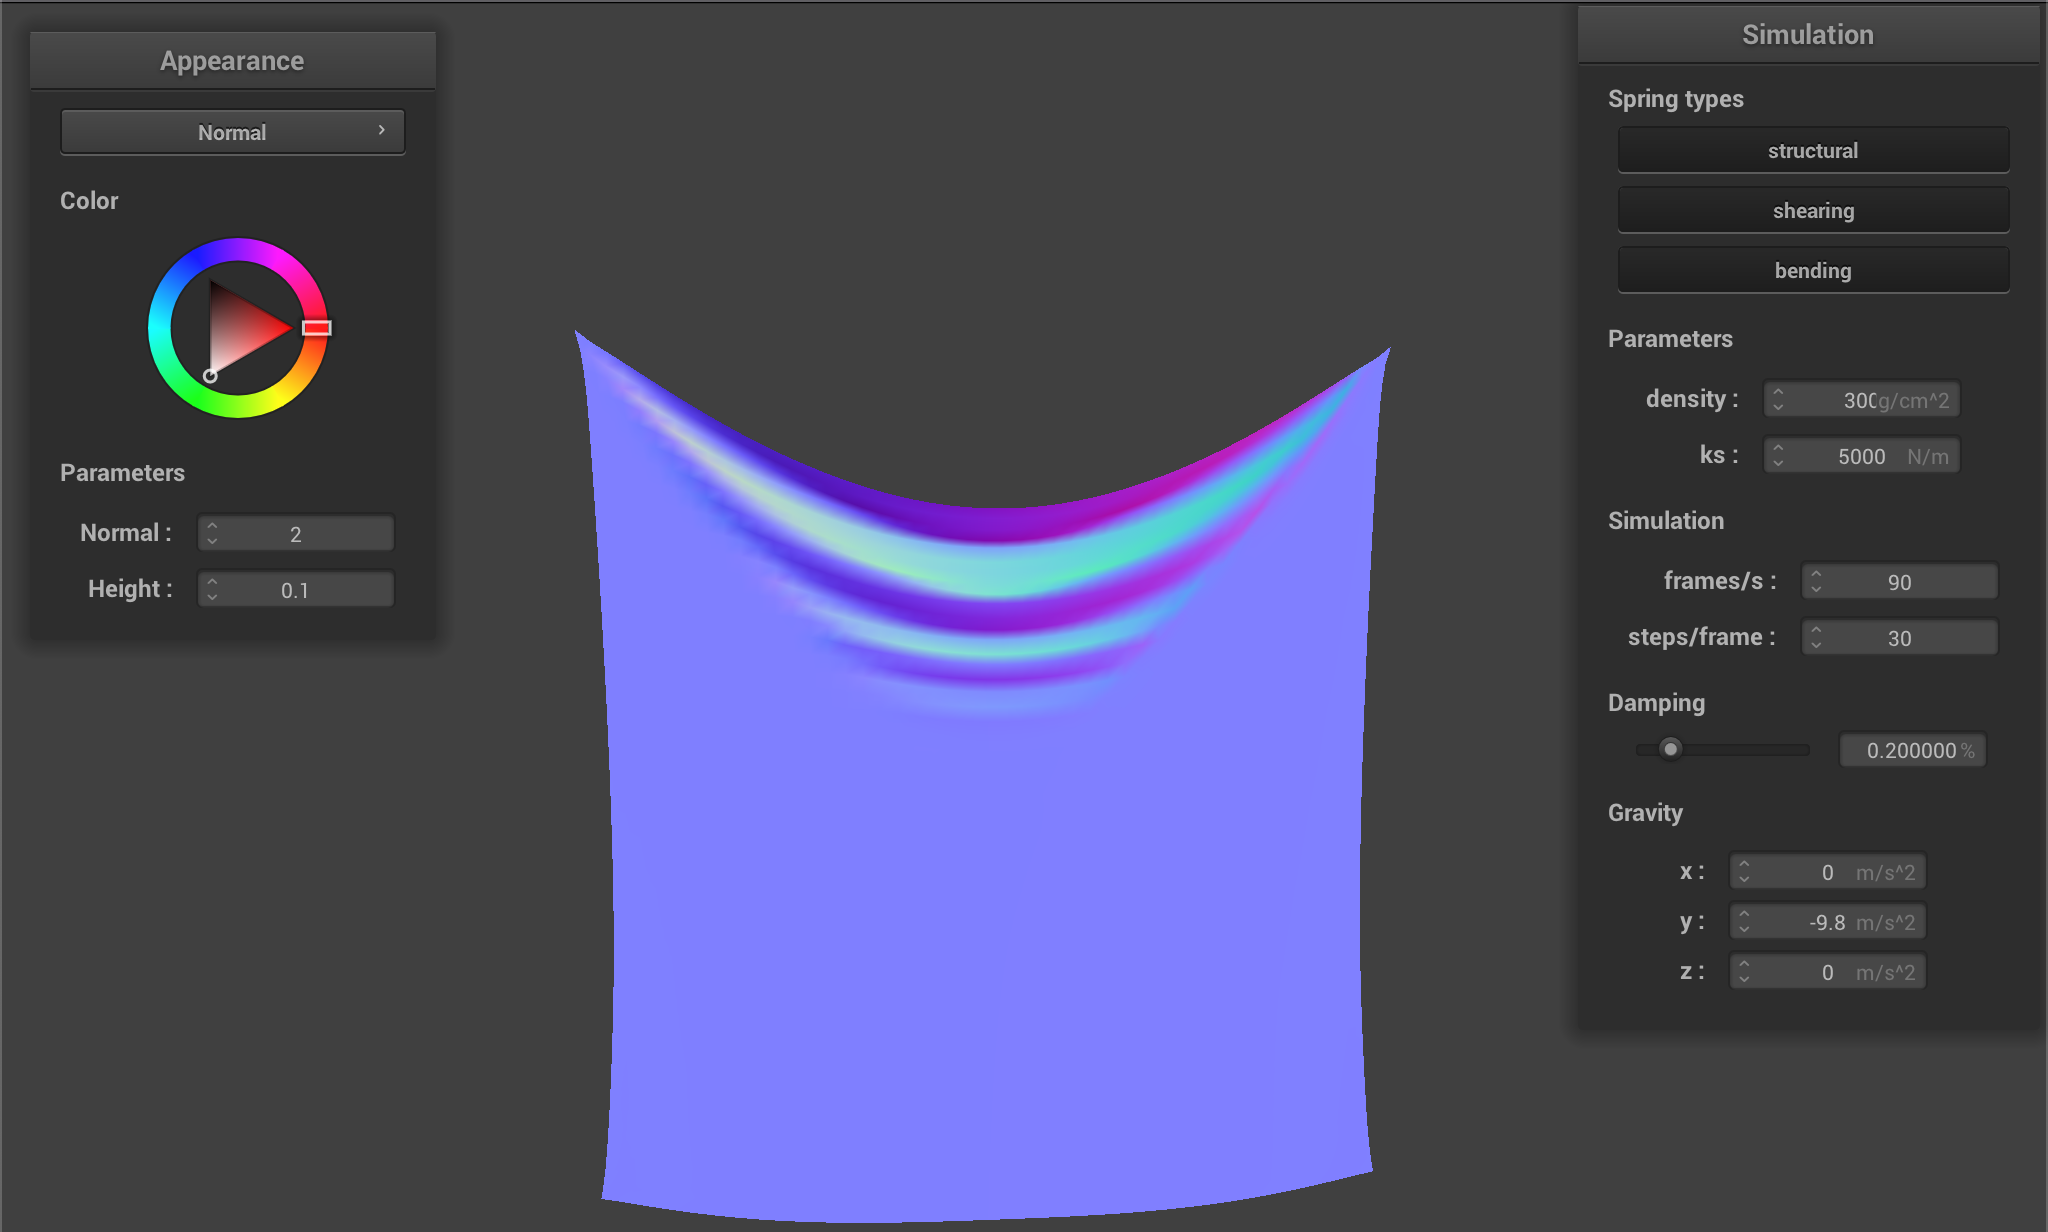 Appearance
Normal
Color
Parameters
Normal : 2
Height : 0.1
Simulation
Spring types
structural
shearing
bending
Parameters
density : 300 g/cm^2
ks : 5000 N/m
Simulation
frames/s : 90
steps/frame : 30
Damping
0.200000 %
Gravity
x : 0 m/s^2
y : -9.8 m/s^2
z : 0 m/s^2